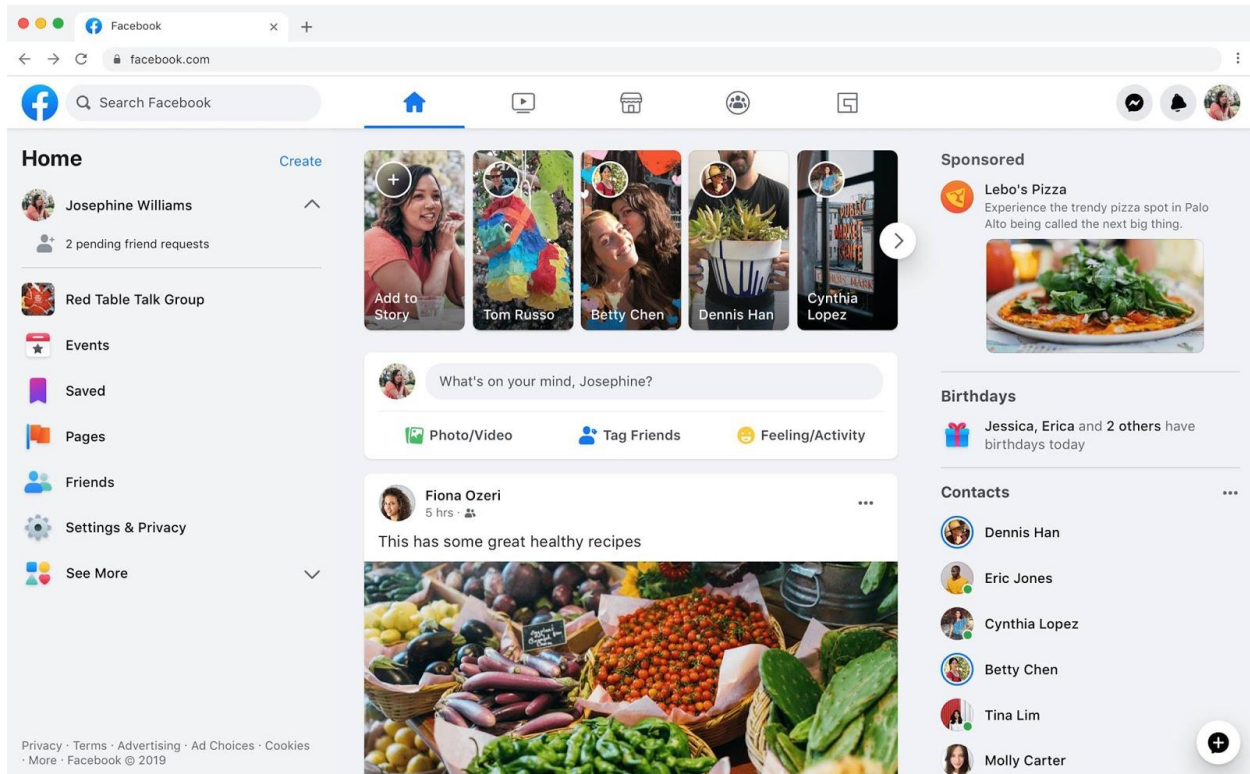 Facebook
facebook.com
Search Facebook
Home
Create
Josephine Williams
2 pending friend requests
Red Table Talk Group
Events
Saved
Pages
Friends
Settings & Privacy
See More
Privacy · Terms · Advertising · Ad Choices · Cookies
· More · Facebook © 2019
Add to
Story
Tom Russo
Betty Chen
Dennis Han
PUBLIC
MARKET
Cynthia
Lopez
What's on your mind, Josephine?
Photo/Video
Tag Friends
Feeling/Activity
Fiona Ozeri
5 hrs ·
This has some great healthy recipes
Sponsored
Lebo's Pizza
Experience the trendy pizza spot in Palo
Alto being called the next big thing.
Birthdays
Jessica, Erica and 2 others have
birthdays today
Contacts
Dennis Han
Eric Jones
Cynthia Lopez
Betty Chen
Tina Lim
Molly Carter